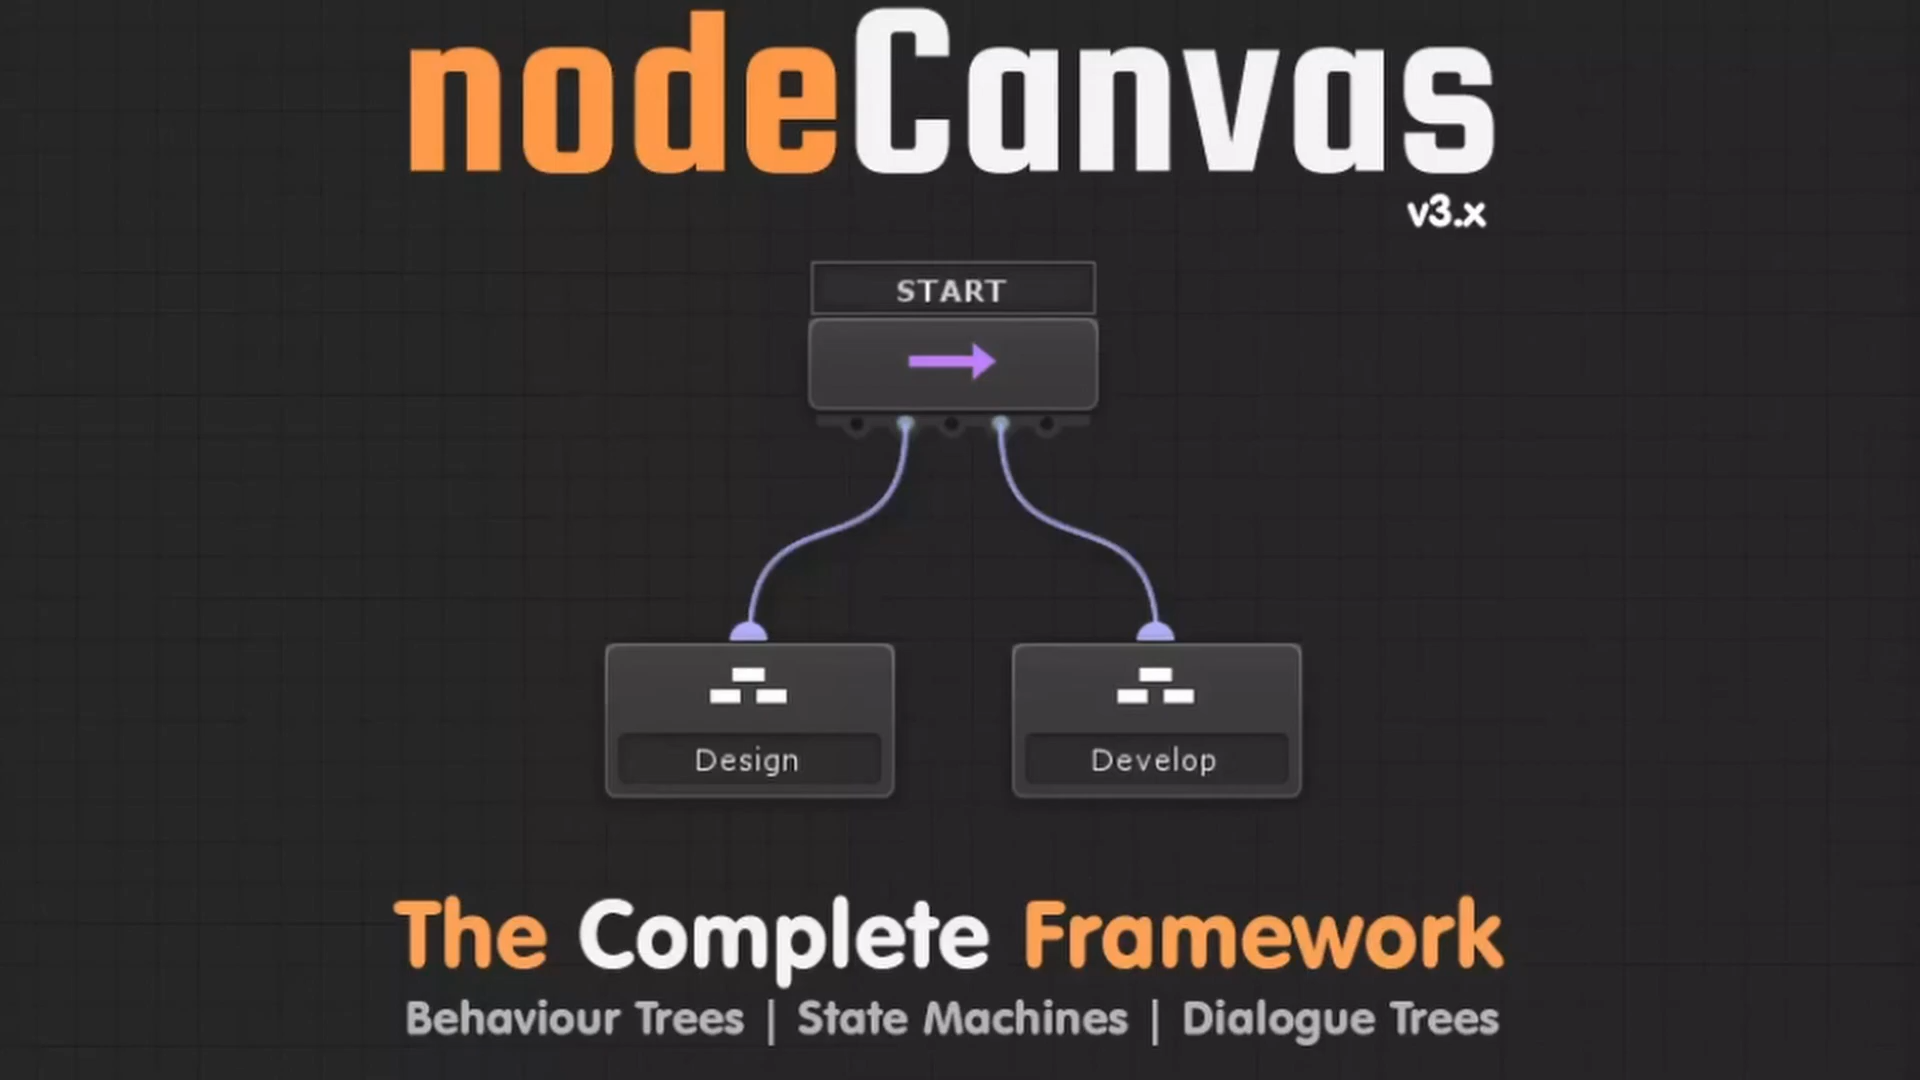 nodeCanvas
v3.x
START
Design
Develop
The Complete Framework
Behaviour Trees | State Machines | Dialogue Trees